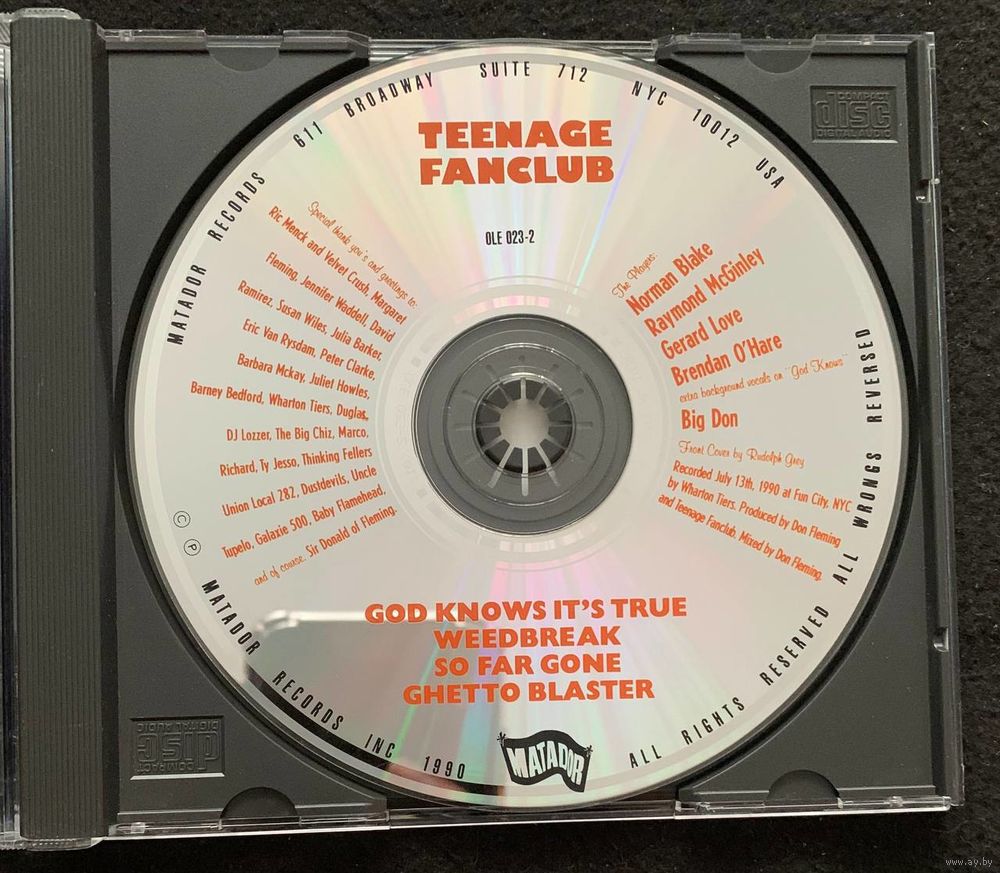 MATADOR RECORDS 611 BROADWAY SUITE 712 NYC 10012 USA
TEENAGE
FANCLUB
OLE 023-2
Special thank you's and greetings to:
Ric Menck and Velvet Crush, Margaret
Fleming, Jennifer Waddell, David
Ramirez, Susan Wiles, Julia Barker,
Eric Van Rysdam, Peter Clarke,
Barbara Mckay, Juliet Howles,
Barney Bedford, Wharton Tiers, Duglas,
DJ Lozzer, The Big Chiz, Marco,
Richard, Ty Jesso, Thinking Fellers
Union Local 282, Dustdevils, Uncle
Tupelo, Galaxie 500, Baby Flamehead,
and of course, Sir Donald of Fleming.
The Players:
Norman Blake
Raymond McGinley
Gerard Love
Brendan O'Hare
extra background vocals on "God Knows"
Big Don
Front Cover by Rudolph Grey
Recorded July 13th, 1990 at Fun City, NYC
by Wharton Tiers. Produced by Don Fleming
and Teenage Fanclub. Mixed by Don Fleming.
GOD KNOWS IT'S TRUE
WEEDBREAK
SO FAR GONE
GHETTO BLASTER
MATADOR
© ℗ MATADOR RECORDS INC 1990
ALL RIGHTS RESERVED ALL WRONGS REVERSED
COMPACT
disc
DIGITAL AUDIO
COMPACT
disc
DIGITAL AUDIO
www.ay.by